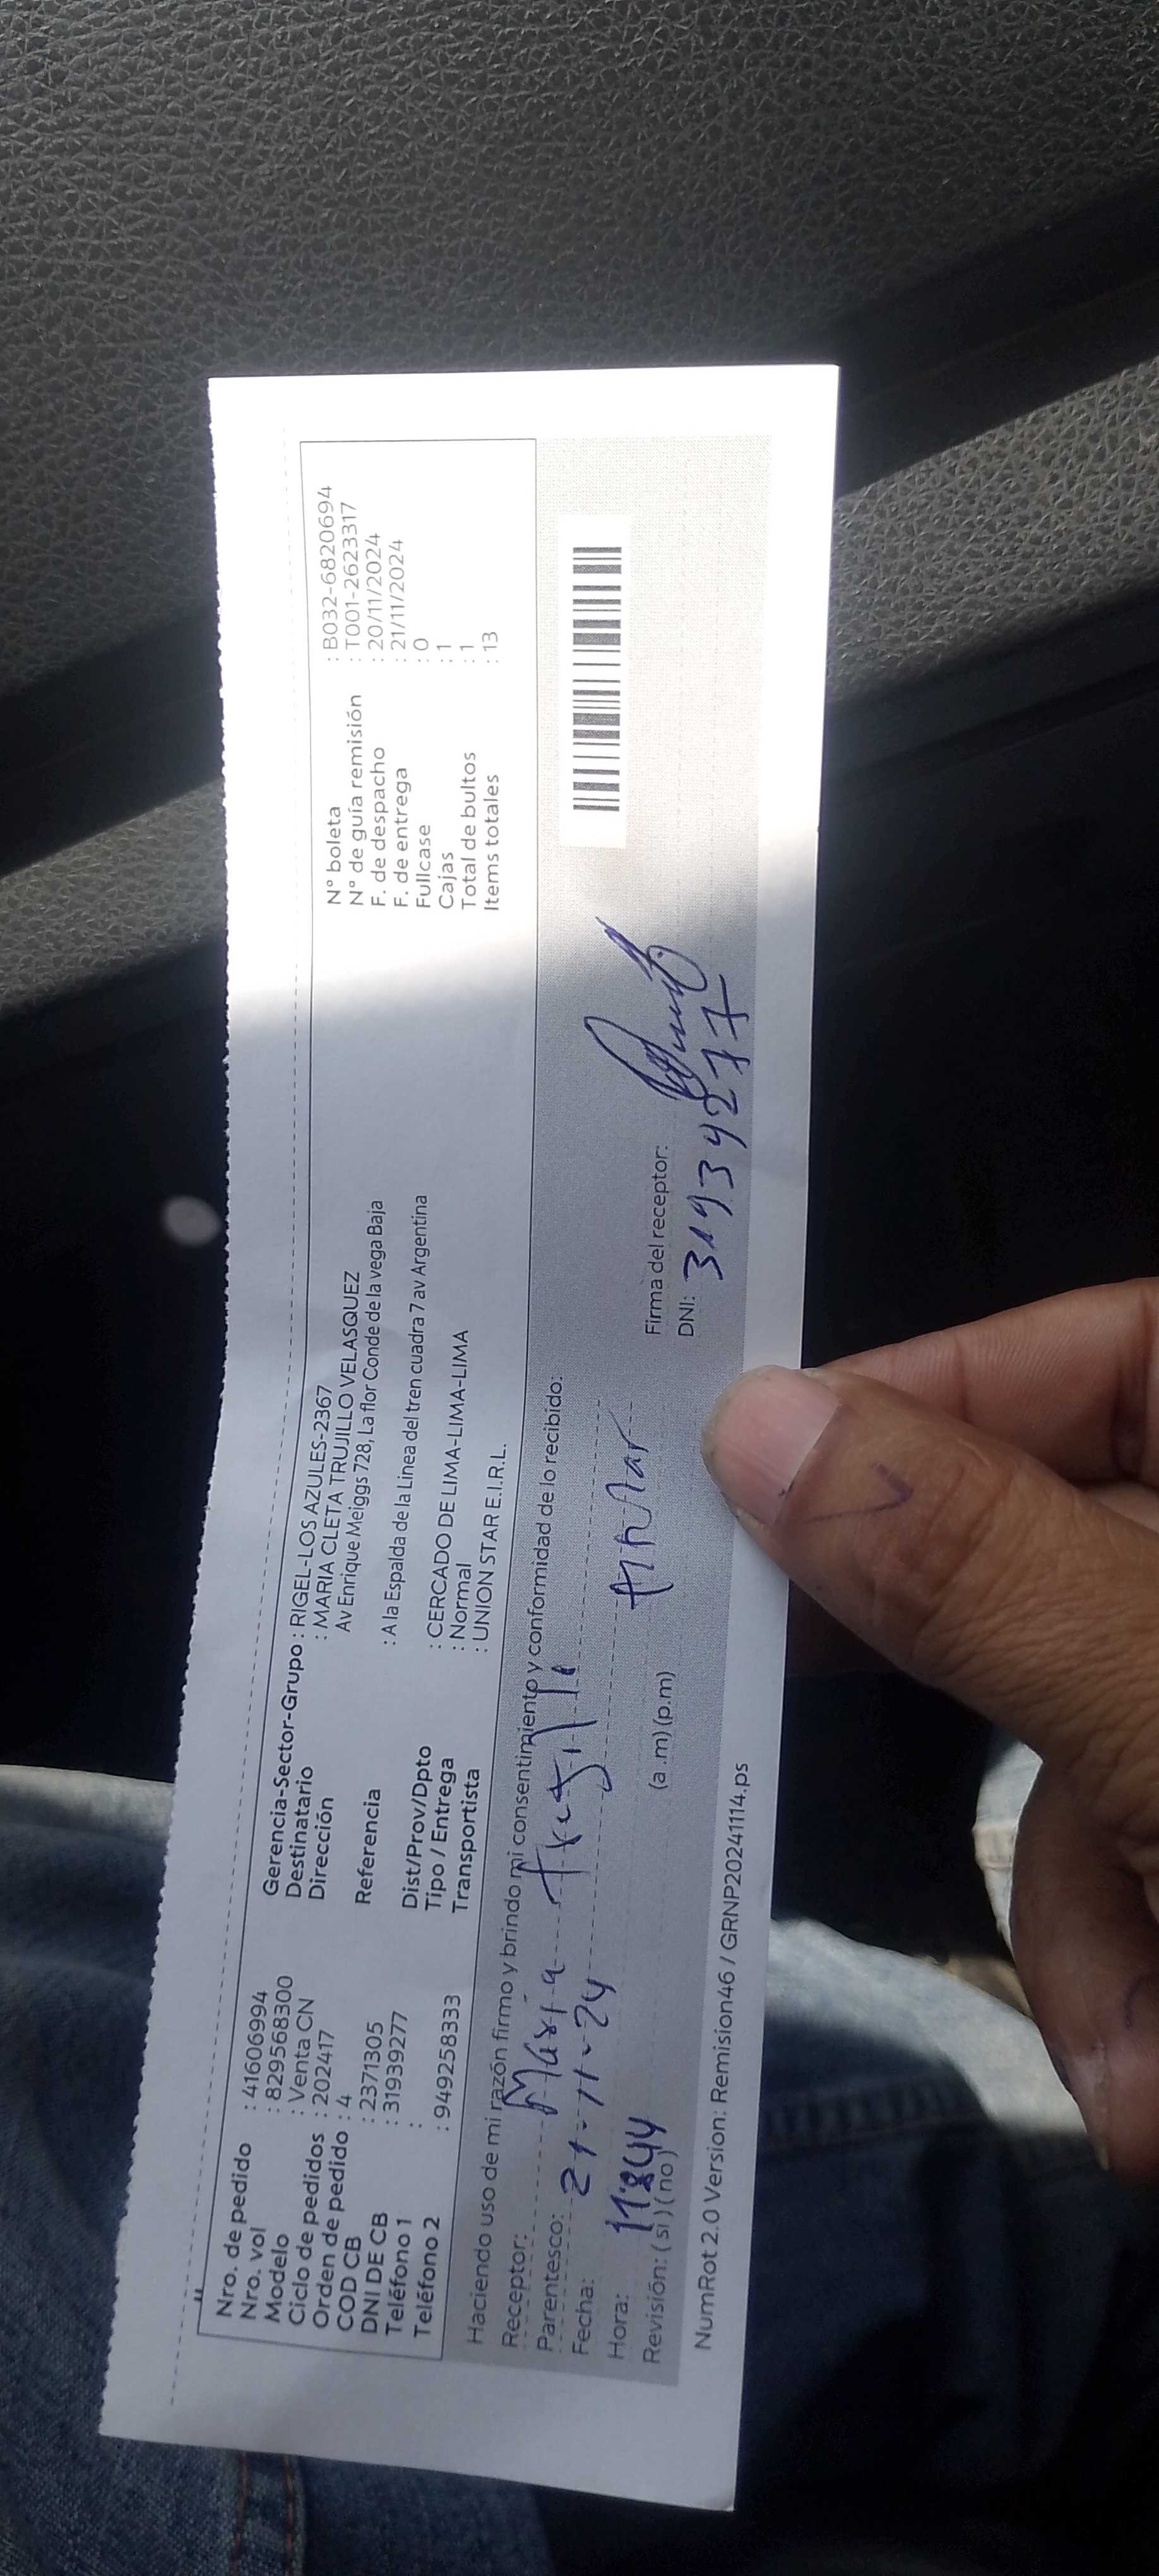 Nro. de pedido : 41606994
Nro. vol : 8295568300
Modelo : Venta CN
Ciclo de pedidos : 202417
Orden de pedido : 4
COD CB : 2371305
DNI DE CB : 31939277
Teléfono 1 :
Teléfono 2 : 949258333
Gerencia-Sector-Grupo : RIGEL-LOS AZULES-2367
Destinatario : MARIA CLETA TRUJILLO VELASQUEZ
Dirección Av Enrique Meiggs 728, La flor Conde de la vega Baja
Referencia : A la Espalda de la Linea del tren cuadra 7 av Argentina
Dist/Prov/Dpto : CERCADO DE LIMA-LIMA-LIMA
Tipo / Entrega : Normal
Transportista : UNION STAR E.I.R.L.
N° boleta : B032-6820694
N° de guía remisión : T001-2623317
F. de despacho : 20/11/2024
F. de entrega : 21/11/2024
Fullcase : 0
Cajas : 1
Total de bultos : 1
Items totales : 13
Haciendo uso de mi razón firmo y brindo mi consentimiento y conformidad de lo recibido:
Receptor: Maria Trujillo
Parentesco: titular
Fecha: 21-11-24
Hora: (a .m) (p.m)
Revisión: ( si ) ( no )
Firma del receptor:
DNI: 31939277
NumRot 2.0 Version: Remision46 / GRNP20241114.ps